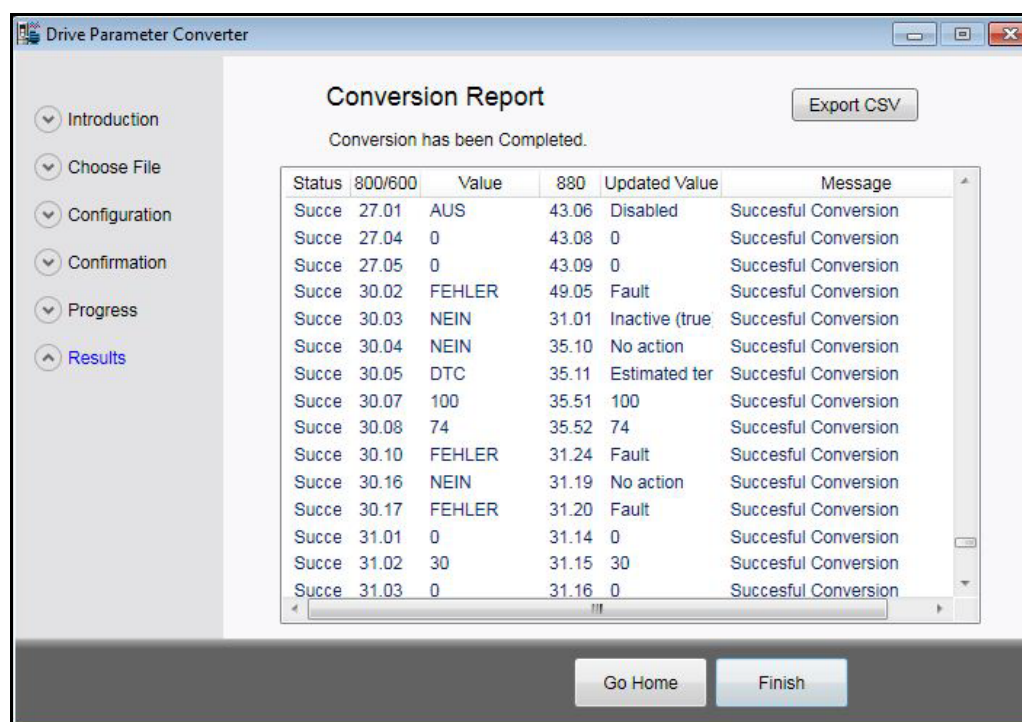 Drive Parameter Converter
Introduction
Choose File
Configuration
Confirmation
Progress
Results
Conversion Report
Export CSV
Conversion has been Completed.
Status 800/600 Value 880 Updated Value Message
Succe 27.01 AUS 43.06 Disabled Succesful Conversion
Succe 27.04 0 43.08 0 Succesful Conversion
Succe 27.05 0 43.09 0 Succesful Conversion
Succe 30.02 FEHLER 49.05 Fault Succesful Conversion
Succe 30.03 NEIN 31.01 Inactive (true) Succesful Conversion
Succe 30.04 NEIN 35.10 No action Succesful Conversion
Succe 30.05 DTC 35.11 Estimated ter Succesful Conversion
Succe 30.07 100 35.51 100 Succesful Conversion
Succe 30.08 74 35.52 74 Succesful Conversion
Succe 30.10 FEHLER 31.24 Fault Succesful Conversion
Succe 30.16 NEIN 31.19 No action Succesful Conversion
Succe 30.17 FEHLER 31.20 Fault Succesful Conversion
Succe 31.01 0 31.14 0 Succesful Conversion
Succe 31.02 30 31.15 30 Succesful Conversion
Succe 31.03 0 31.16 0 Succesful Conversion
Go Home
Finish